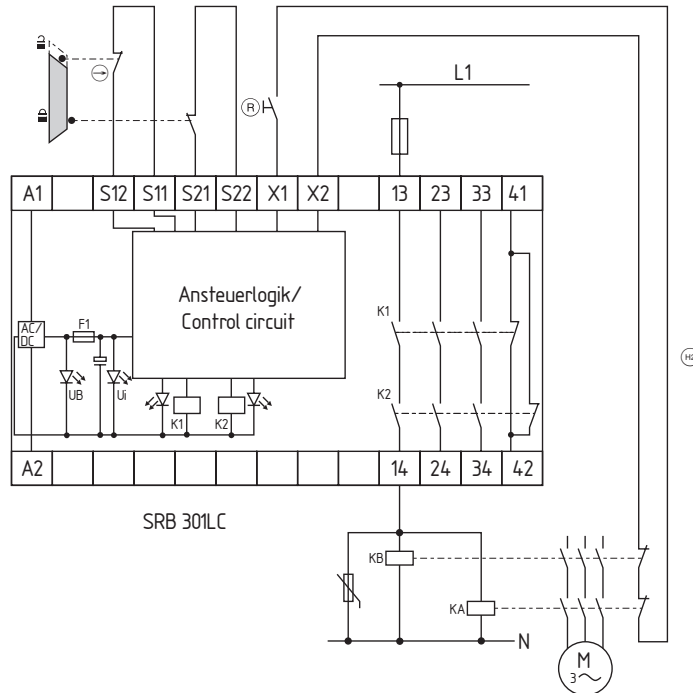 L1
R
A1 S12 S11 S21 S22 X1 X2 13 23 33 41
Ansteuerlogik/
Control circuit
K1
AC/
DC
F1
UB
Ui
K1
K2
K2
A2 14 24 34 42
SRB 301LC
KB
KA
N
M
3